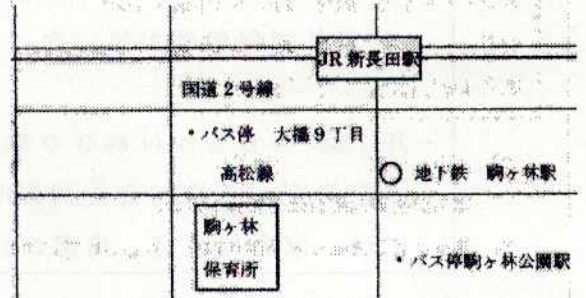 JR 新長田駅
国道２号線
・バス停　大橋９丁目
高松線
地下鉄　駒ヶ林駅
駒ヶ林
保育所
・バス停駒ヶ林公園駅